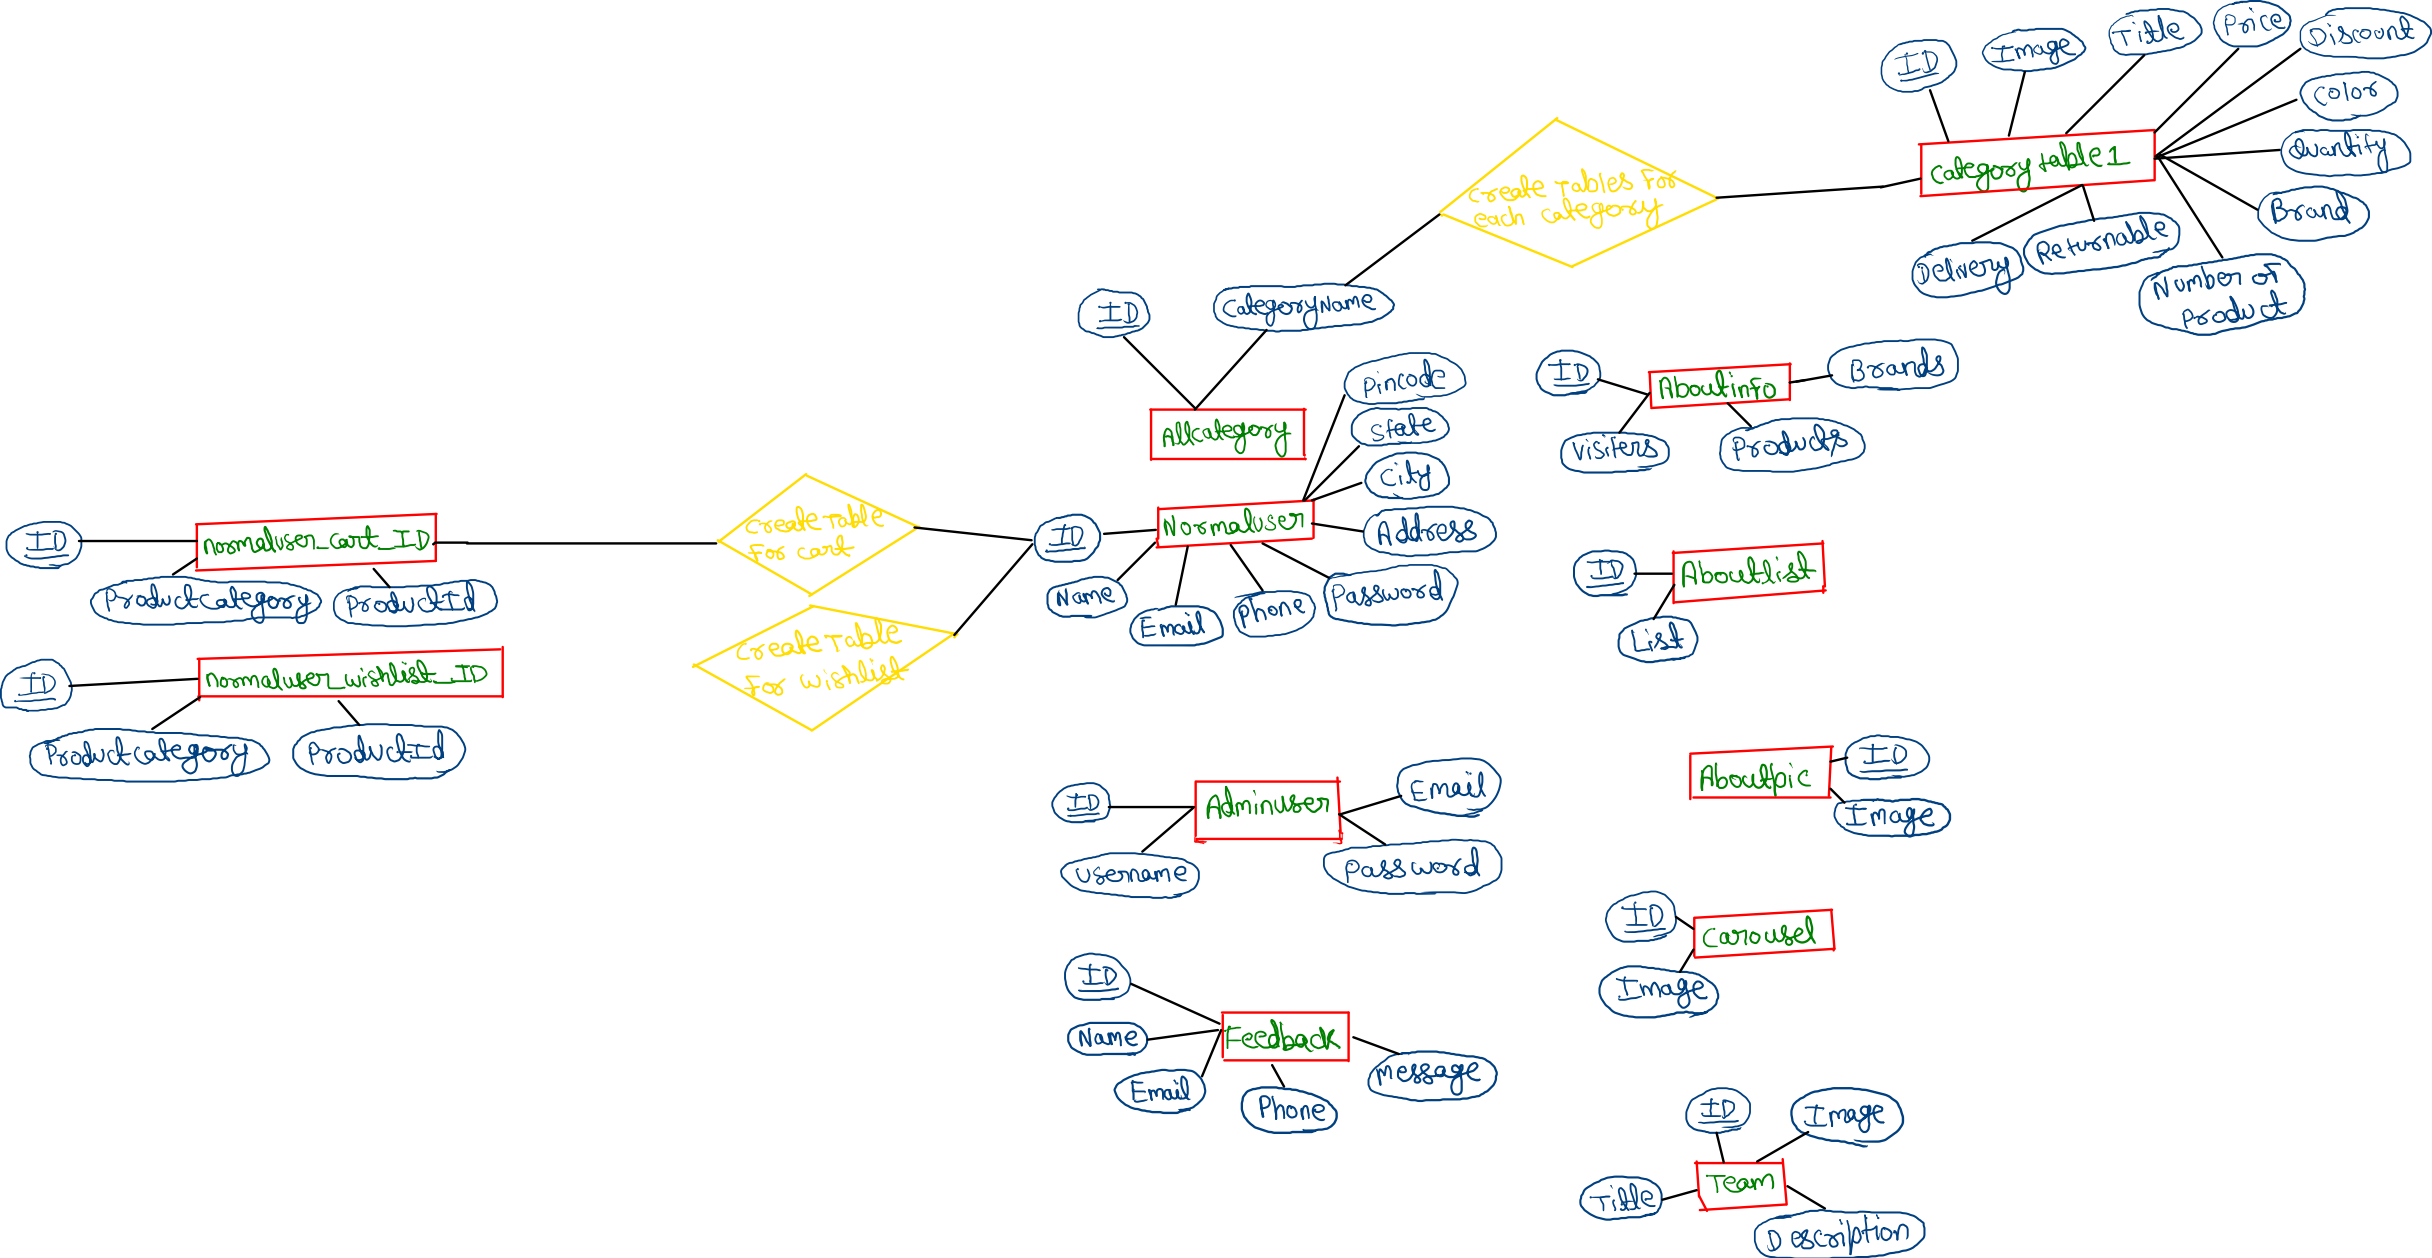 ID
Image
Title
Price
Discount
Color
Quantity
Brand
Number of
Product
Returnable
Delivery
Categorytable1
Create Tables For
each category
ID
CategoryName
Allcategory
Pincode
State
City
Address
Password
Phone
Email
Name
ID
Normaluser
Create Table
For cart
Create Table
For wishlist
ID
normaluser_cart_ID
Productcategory
ProductId
ID
normaluser_wishlist_ID
Productcategory
ProductId
ID
Aboutinfo
Brands
Visiters
Products
ID
Aboutlist
List
Aboutpic
ID
Image
ID
Adminuser
Email
username
Password
ID
Carousel
Image
ID
Name
Feedback
Email
Phone
message
ID
Image
Team
Title
Description